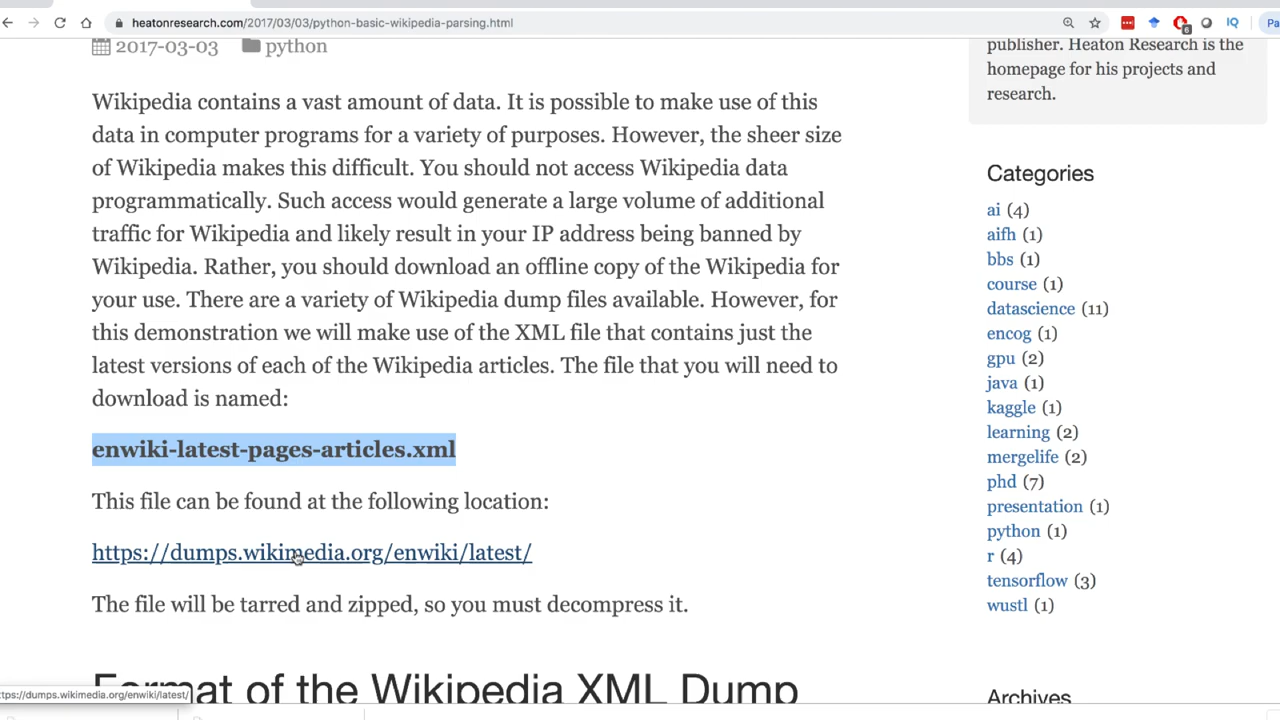 heatonresearch.com/2017/03/03/python-basic-wikipedia-parsing.html
6
IQ
Pa
2017-03-03 python
Wikipedia contains a vast amount of data. It is possible to make use of this
data in computer programs for a variety of purposes. However, the sheer size
of Wikipedia makes this difficult. You should not access Wikipedia data
programmatically. Such access would generate a large volume of additional
traffic for Wikipedia and likely result in your IP address being banned by
Wikipedia. Rather, you should download an offline copy of the Wikipedia for
your use. There are a variety of Wikipedia dump files available. However, for
this demonstration we will make use of the XML file that contains just the
latest versions of each of the Wikipedia articles. The file that you will need to
download is named:
enwiki-latest-pages-articles.xml
This file can be found at the following location:
https://dumps.wikimedia.org/enwiki/latest/
The file will be tarred and zipped, so you must decompress it.
Format of the Wikipedia XML Dump
publisher. Heaton Research is the
homepage for his projects and
research.
Categories
ai (4)
aifh (1)
bbs (1)
course (1)
datascience (11)
encog (1)
gpu (2)
java (1)
kaggle (1)
learning (2)
mergelife (2)
phd (7)
presentation (1)
python (1)
r (4)
tensorflow (3)
wustl (1)
Archives
ttps://dumps.wikimedia.org/enwiki/latest/